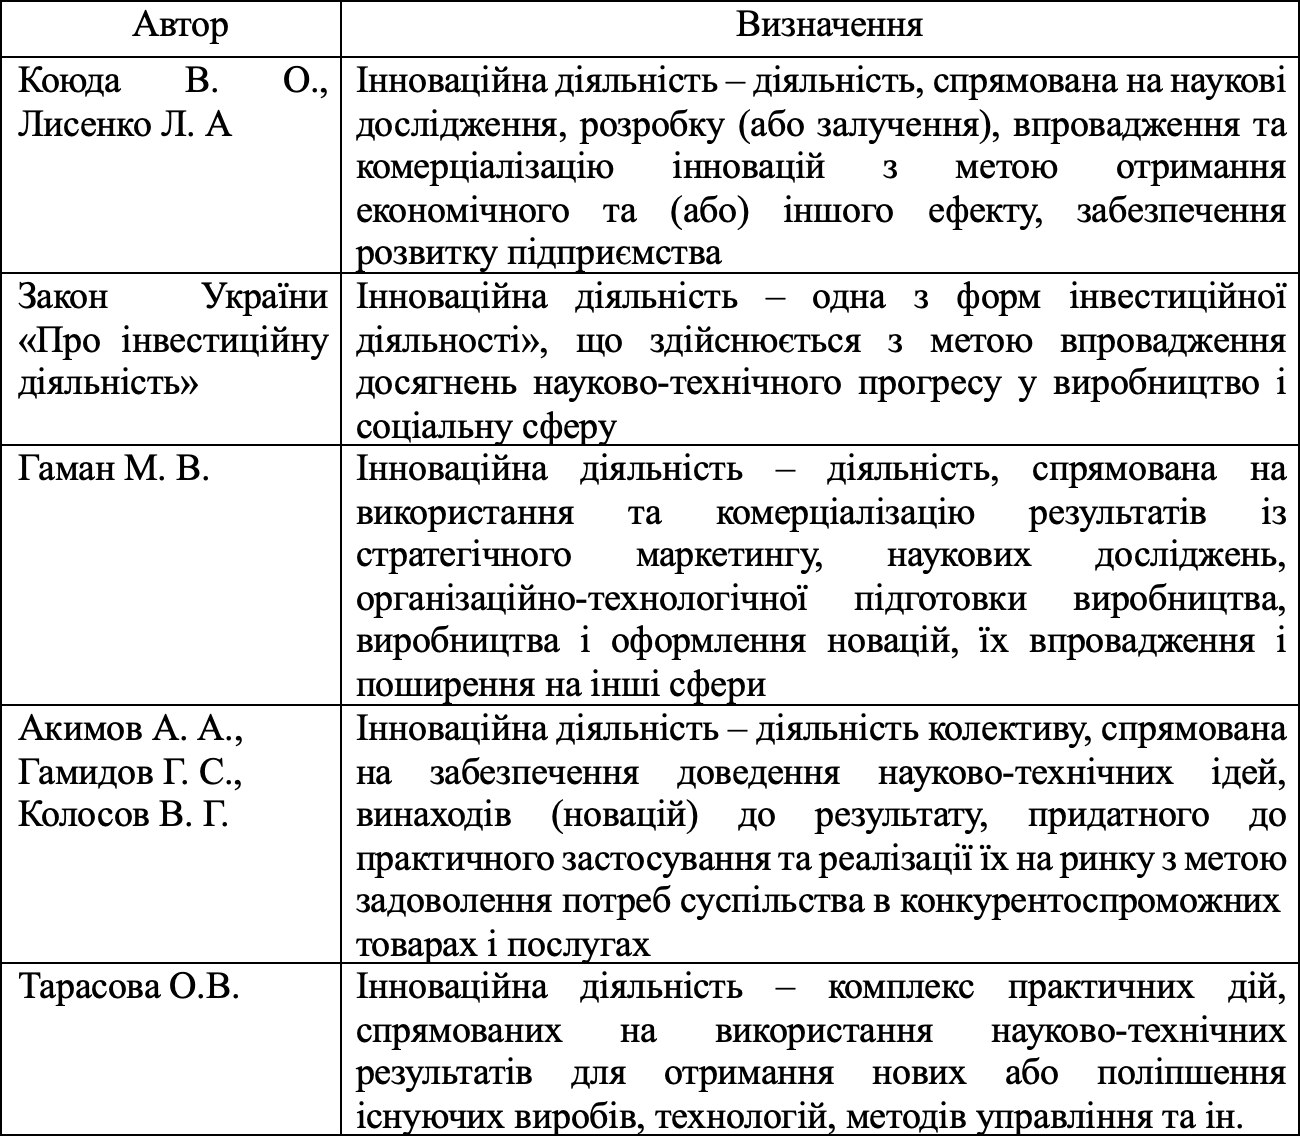 Автор
Визначення
Коюда В. О.,
Лисенко Л. А
Інноваційна діяльність – діяльність, спрямована на наукові
дослідження, розробку (або залучення), впровадження та
комерціалізацію інновацій з метою отримання
економічного та (або) іншого ефекту, забезпечення
розвитку підприємства
Закон України
«Про інвестиційну
діяльність»
Інноваційна діяльність – одна з форм інвестиційної
діяльності», що здійснюється з метою впровадження
досягнень науково-технічного прогресу у виробництво і
соціальну сферу
Гаман М. В.
Інноваційна діяльність – діяльність, спрямована на
використання та комерціалізацію результатів із
стратегічного маркетингу, наукових досліджень,
організаційно-технологічної підготовки виробництва,
виробництва і оформлення новацій, їх впровадження і
поширення на інші сфери
Акимов А. А.,
Гамидов Г. С.,
Колосов В. Г.
Інноваційна діяльність – діяльність колективу, спрямована
на забезпечення доведення науково-технічних ідей,
винаходів (новацій) до результату, придатного до
практичного застосування та реалізації їх на ринку з метою
задоволення потреб суспільства в конкурентоспроможних
товарах і послугах
Тарасова О.В.
Інноваційна діяльність – комплекс практичних дій,
спрямованих на використання науково-технічних
результатів для отримання нових або поліпшення
існуючих виробів, технологій, методів управління та ін.